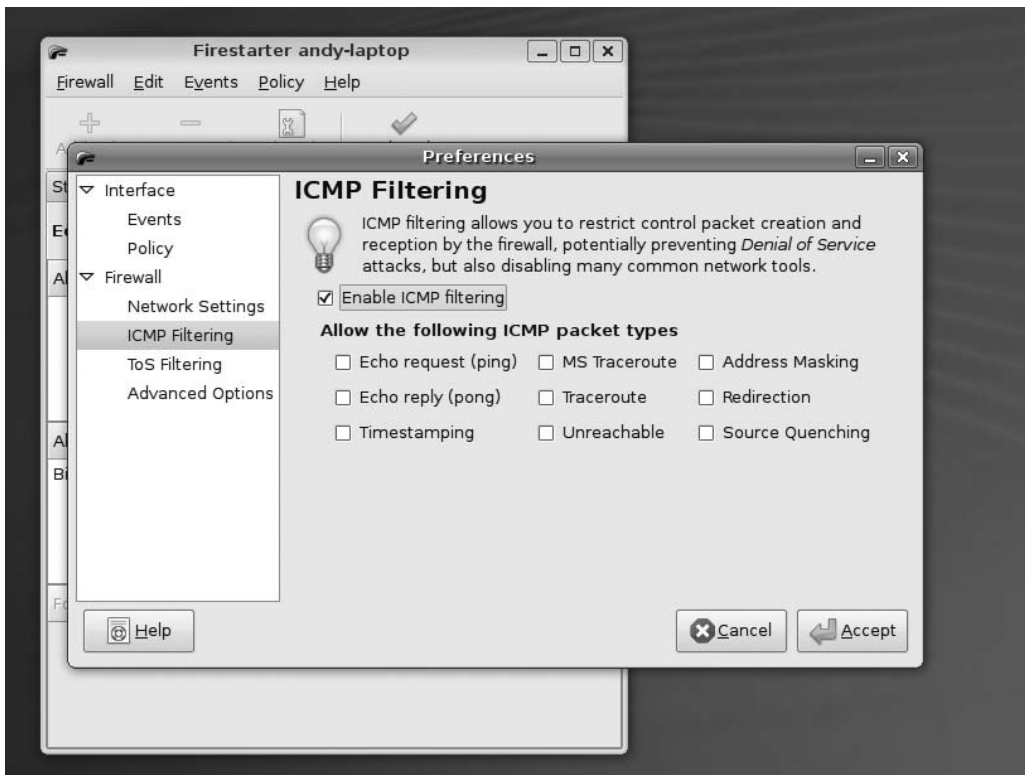 Firestarter andy-laptop
Firewall Edit Events Policy Help
Preferences
Interface
Events
Policy
Firewall
Network Settings
ICMP Filtering
ToS Filtering
Advanced Options
ICMP Filtering
ICMP filtering allows you to restrict control packet creation and
reception by the firewall, potentially preventing Denial of Service
attacks, but also disabling many common network tools.
Enable ICMP filtering
Allow the following ICMP packet types
Echo request (ping) MS Traceroute Address Masking
Echo reply (pong) Traceroute Redirection
Timestamping Unreachable Source Quenching
Help Cancel Accept